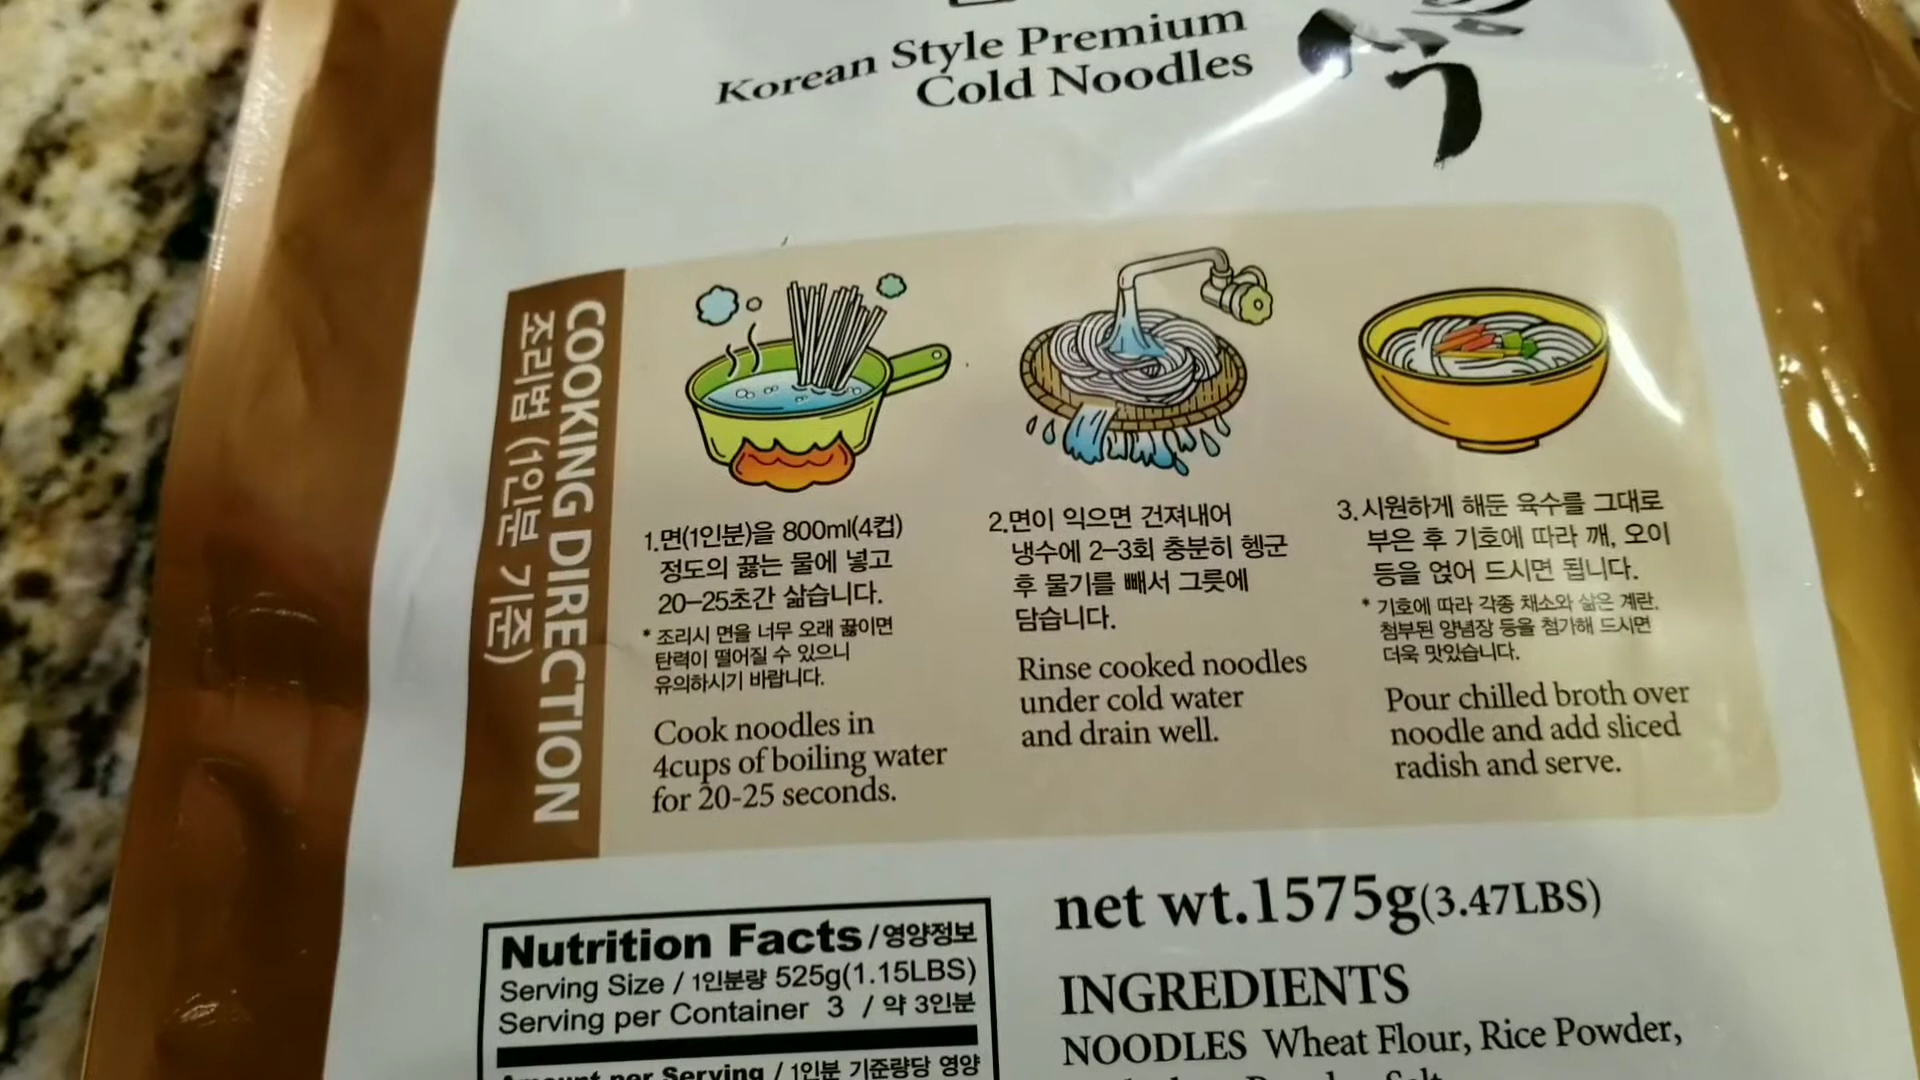 Korean Style Premium
Cold Noodles
COOKING DIRECTION
조리법 (1인분 기준)
1.면(1인분)을 800ml(4컵)
정도의 끓는 물에 넣고
20-25초간 삶습니다.
* 조리시 면을 너무 오래 끓이면
탄력이 떨어질 수 있으니
유의하시기 바랍니다.
Cook noodles in
4cups of boiling water
for 20-25 seconds.
2.면이 익으면 건져내어
냉수에 2-3회 충분히 헹군
후 물기를 빼서 그릇에
담습니다.
Rinse cooked noodles
under cold water
and drain well.
3.시원하게 해둔 육수를 그대로
부은 후 기호에 따라 깨, 오이
등을 얹어 드시면 됩니다.
* 기호에 따라 각종 채소와 삶은 계란,
첨부된 양념장 등을 첨가해 드시면
더욱 맛있습니다.
Pour chilled broth over
noodle and add sliced
radish and serve.
net wt.1575g(3.47LBS)
Nutrition Facts/영양정보
Serving Size / 1인분량 525g(1.15LBS)
Serving per Container 3 / 약 3인분
Amount per Serving / 1인분 기준량당 영양
INGREDIENTS
NOODLES Wheat Flour, Rice Powder,